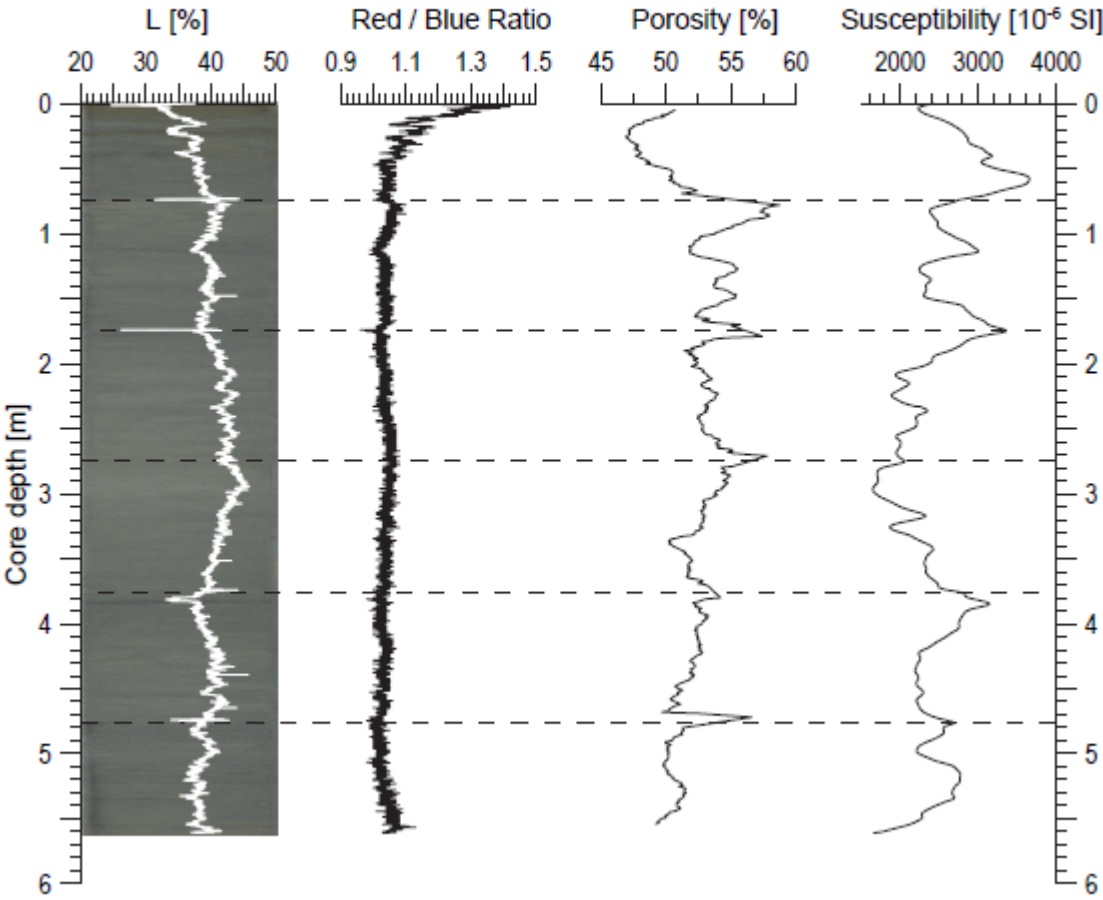 L [%] Red / Blue Ratio Porosity [%] Susceptibility [10⁻⁶ SI]
20 30 40 50 0.9 1.1 1.3 1.5 45 50 55 60 2000 3000 4000
0 0
1 1
2 2
Core depth [m]
3 3
4 4
5 5
6 6